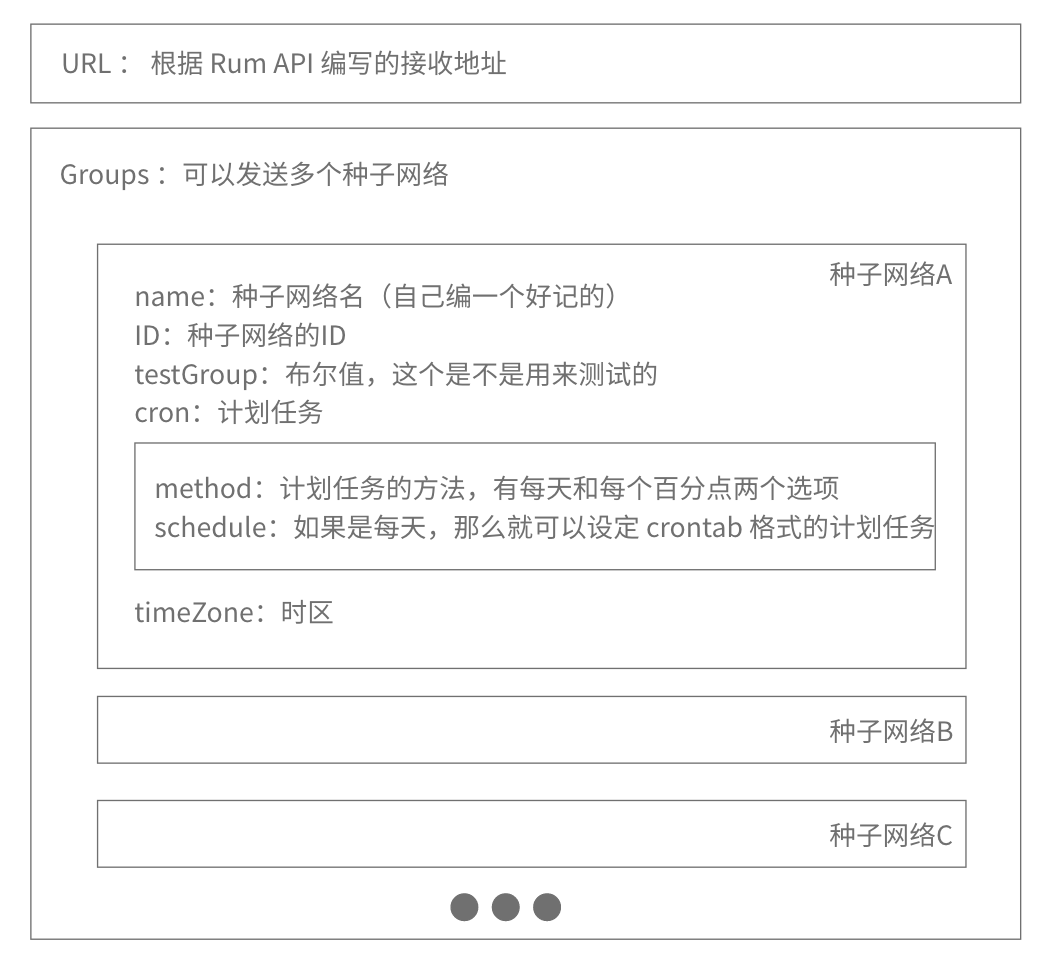 URL： 根据 Rum API 编写的接收地址
Groups：可以发送多个种子网络
种子网络A
name：种子网络名（自己编一个好记的）
ID：种子网络的ID
testGroup：布尔值，这个是不是用来测试的
cron：计划任务
method：计划任务的方法，有每天和每个百分点两个选项
schedule：如果是每天，那么就可以设定 crontab 格式的计划任务
timeZone：时区
种子网络B
种子网络C